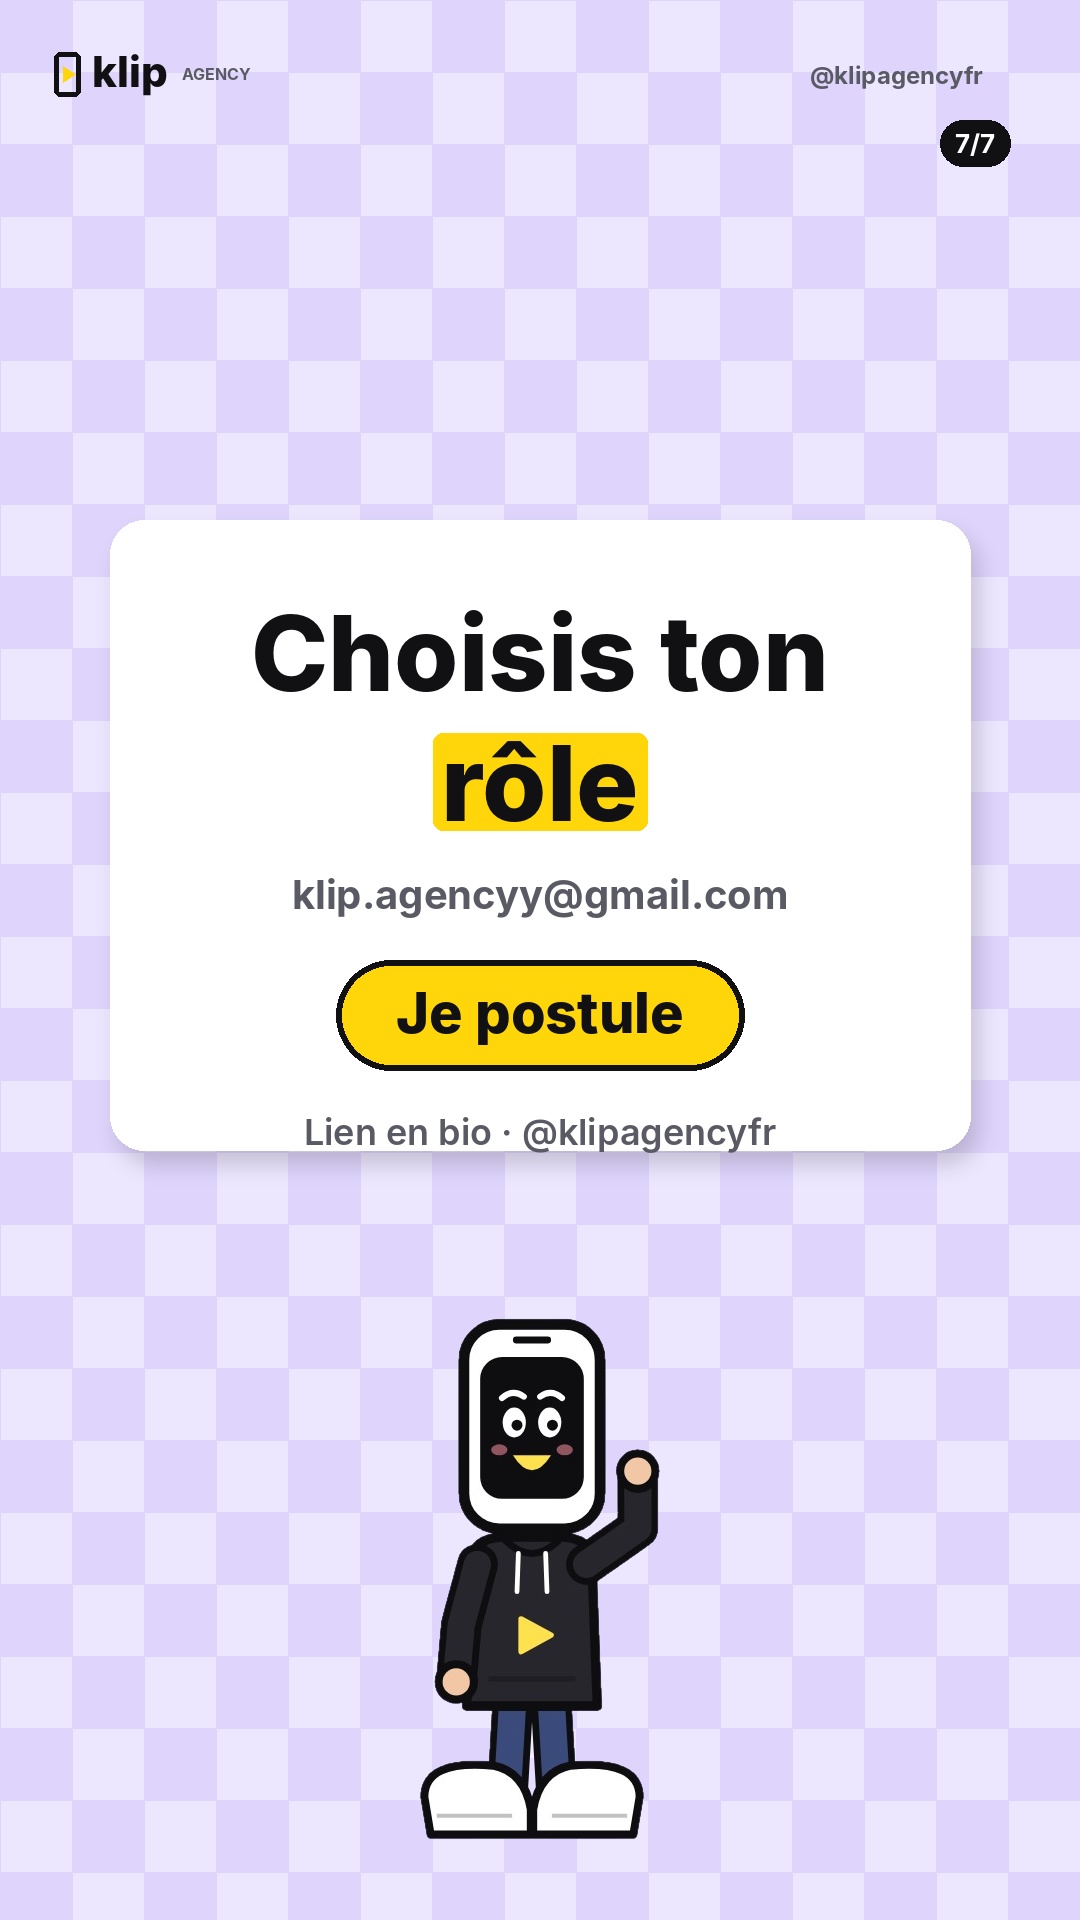 klip AGENCY
@klipagencyfr
7/7
Choisis ton
rôle
klip.agencyy@gmail.com
Je postule
Lien en bio · @klipagencyfr